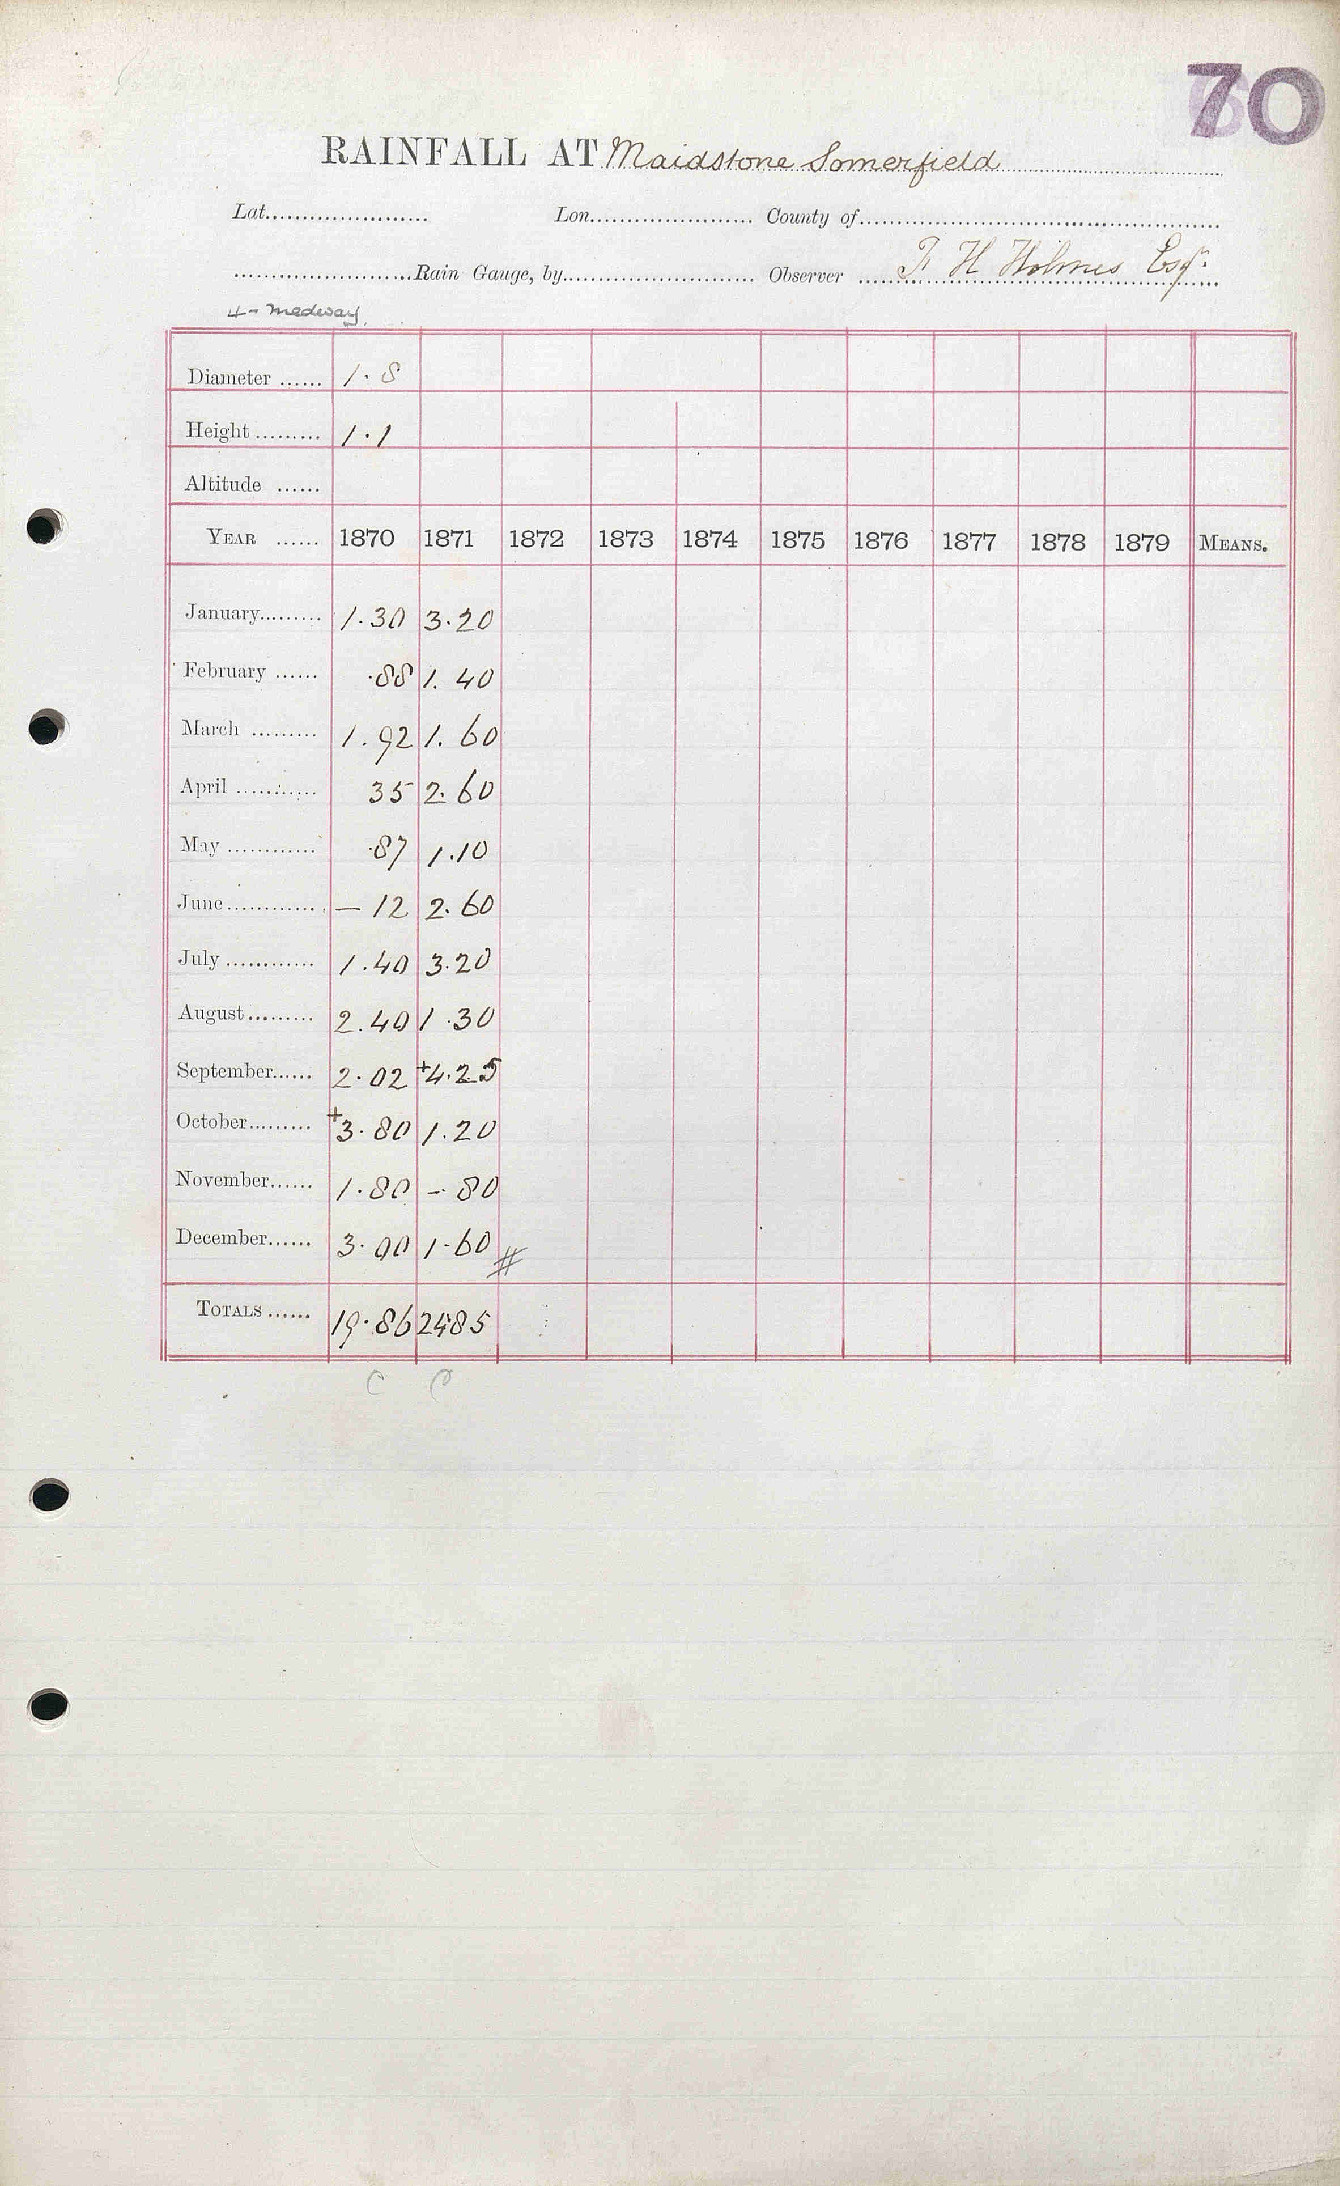 70
RAINFALL AT Maidstone Somerfield
Lat. Lon. County of
Rain Gauge, by Observer T H Holmes Esqr.
4 - Medway
Diameter 1.8
Height 1.1
Altitude
YEAR 1870 1871 1872 1873 1874 1875 1876 1877 1878 1879 MEANS.
January 1.30 3.20
February .88 1.40
March 1.92 1.60
April 35 2.60
May .87 1.10
June — 12 2.60
July 1.40 3.20
August 2.40 1.30
September 2.02 +4.25
October +3.80 1.20
November 1.80 - 80
December 3.00 1.60 #
TOTALS 19.86 24.85
C C